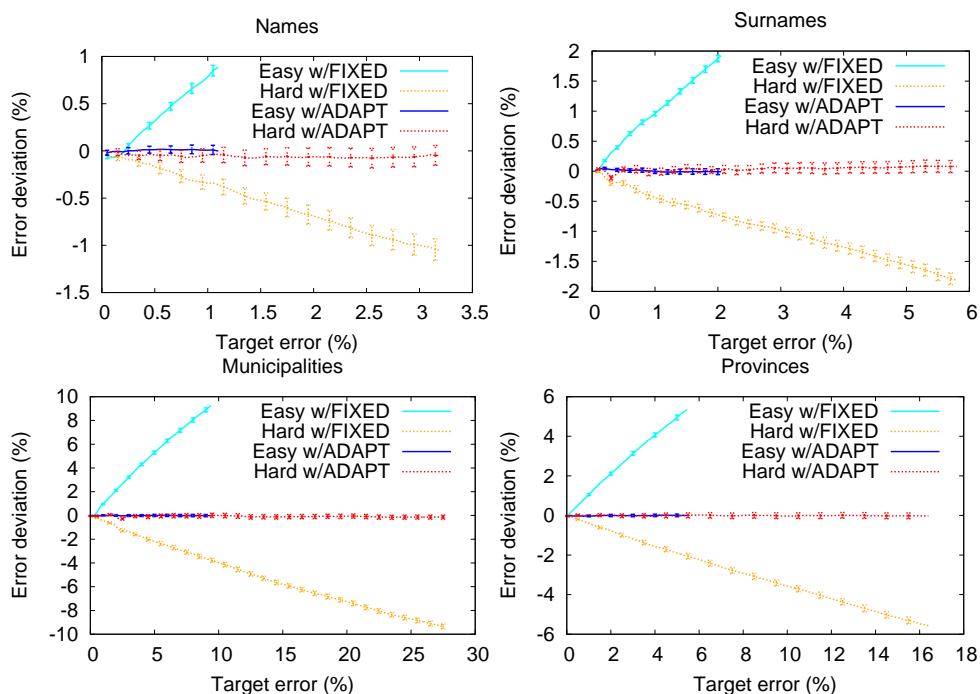 Names
Error deviation (%)
1
0.5
0
-0.5
-1
-1.5
Easy w/FIXED
Hard w/FIXED
Easy w/ADAPT
Hard w/ADAPT
0 0.5 1 1.5 2 2.5 3 3.5
Target error (%)
Surnames
Error deviation (%)
2
1.5
1
0.5
0
-0.5
-1
-1.5
-2
Easy w/FIXED
Hard w/FIXED
Easy w/ADAPT
Hard w/ADAPT
0 1 2 3 4 5 6
Target error (%)
Municipalities
Error deviation (%)
10
8
6
4
2
0
-2
-4
-6
-8
-10
Easy w/FIXED
Hard w/FIXED
Easy w/ADAPT
Hard w/ADAPT
0 5 10 15 20 25 30
Target error (%)
Provinces
Error deviation (%)
6
4
2
0
-2
-4
-6
Easy w/FIXED
Hard w/FIXED
Easy w/ADAPT
Hard w/ADAPT
0 2 4 6 8 10 12 14 16 18
Target error (%)